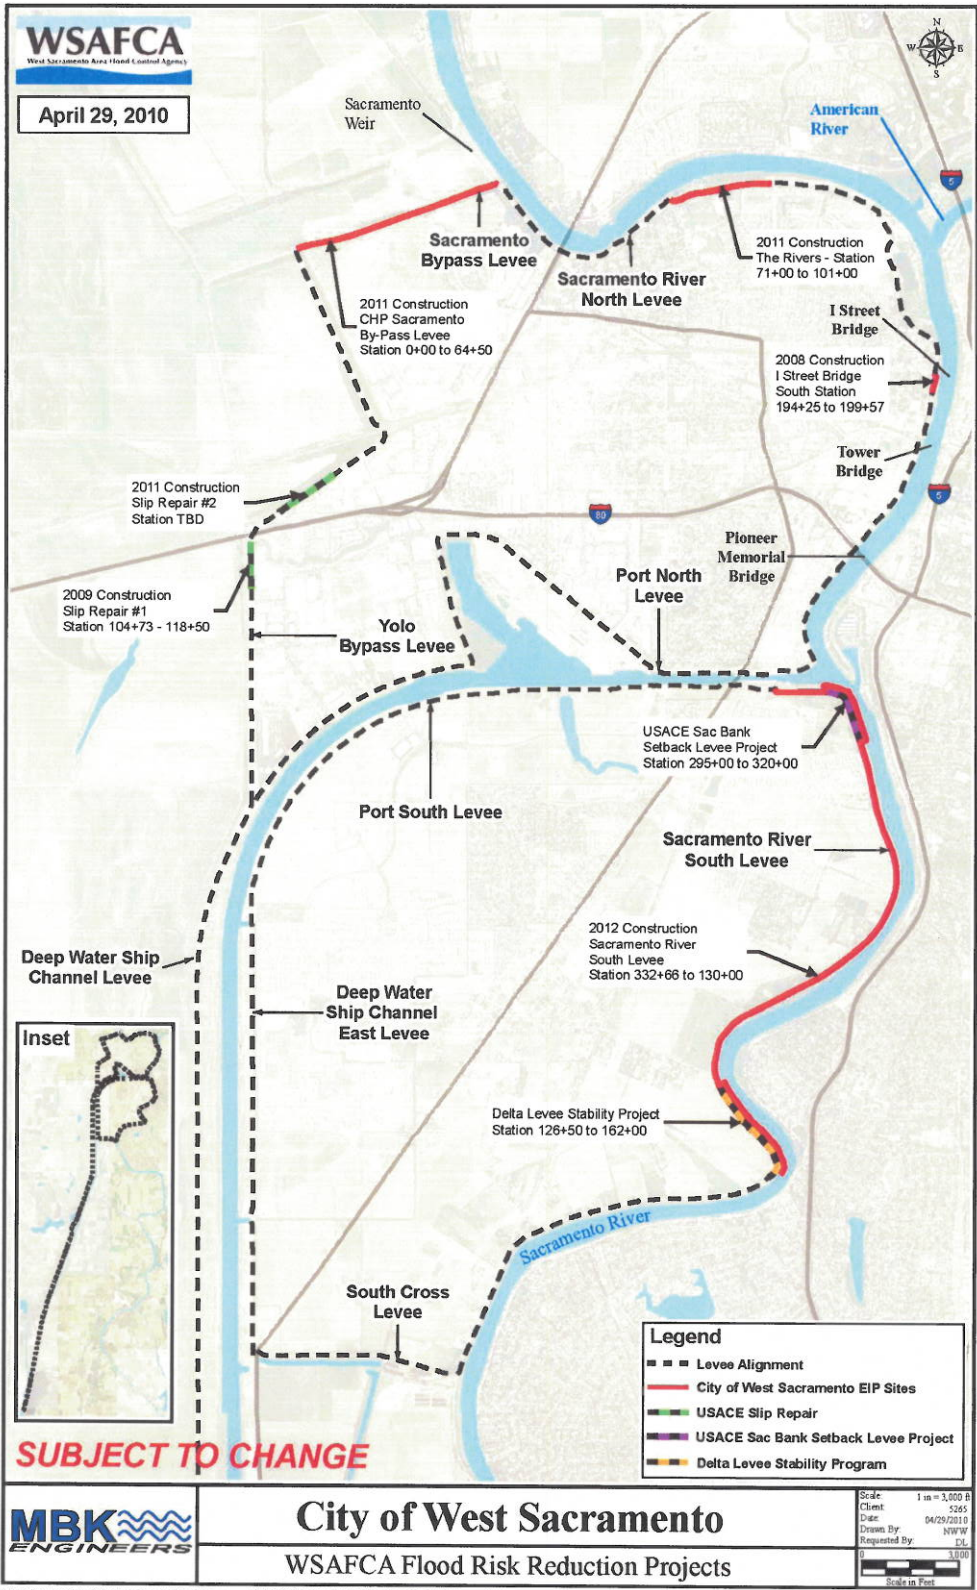 WSAFCA
West Sacramento Area Flood Control Agency
April 29, 2010
N
W
E
S
Sacramento
Weir
American
River
5
Sacramento
Bypass Levee
Sacramento River
North Levee
2011 Construction
The Rivers - Station
71+00 to 101+00
2011 Construction
CHP Sacramento
By-Pass Levee
Station 0+00 to 64+50
I Street
Bridge
2008 Construction
I Street Bridge
South Station
194+25 to 199+57
Tower
Bridge
5
2011 Construction
Slip Repair #2
Station TBD
80
Pioneer
Memorial
Bridge
Port North
Levee
2009 Construction
Slip Repair #1
Station 104+73 - 118+50
Yolo
Bypass Levee
USACE Sac Bank
Setback Levee Project
Station 295+00 to 320+00
Port South Levee
Sacramento River
South Levee
2012 Construction
Sacramento River
South Levee
Station 332+66 to 130+00
Deep Water Ship
Channel Levee
Deep Water
Ship Channel
East Levee
Inset
Delta Levee Stability Project
Station 126+50 to 162+00
Sacramento River
South Cross
Levee
Legend
Levee Alignment
City of West Sacramento EIP Sites
USACE Slip Repair
USACE Sac Bank Setback Levee Project
Delta Levee Stability Program
SUBJECT TO CHANGE
MBK
ENGINEERS
City of West Sacramento
WSAFCA Flood Risk Reduction Projects
Scale: 1 in = 3,000 ft
Client: 5265
Date: 04/29/2010
Drawn By: NWW
Requested By: DL
0 3,000
Scale in Feet